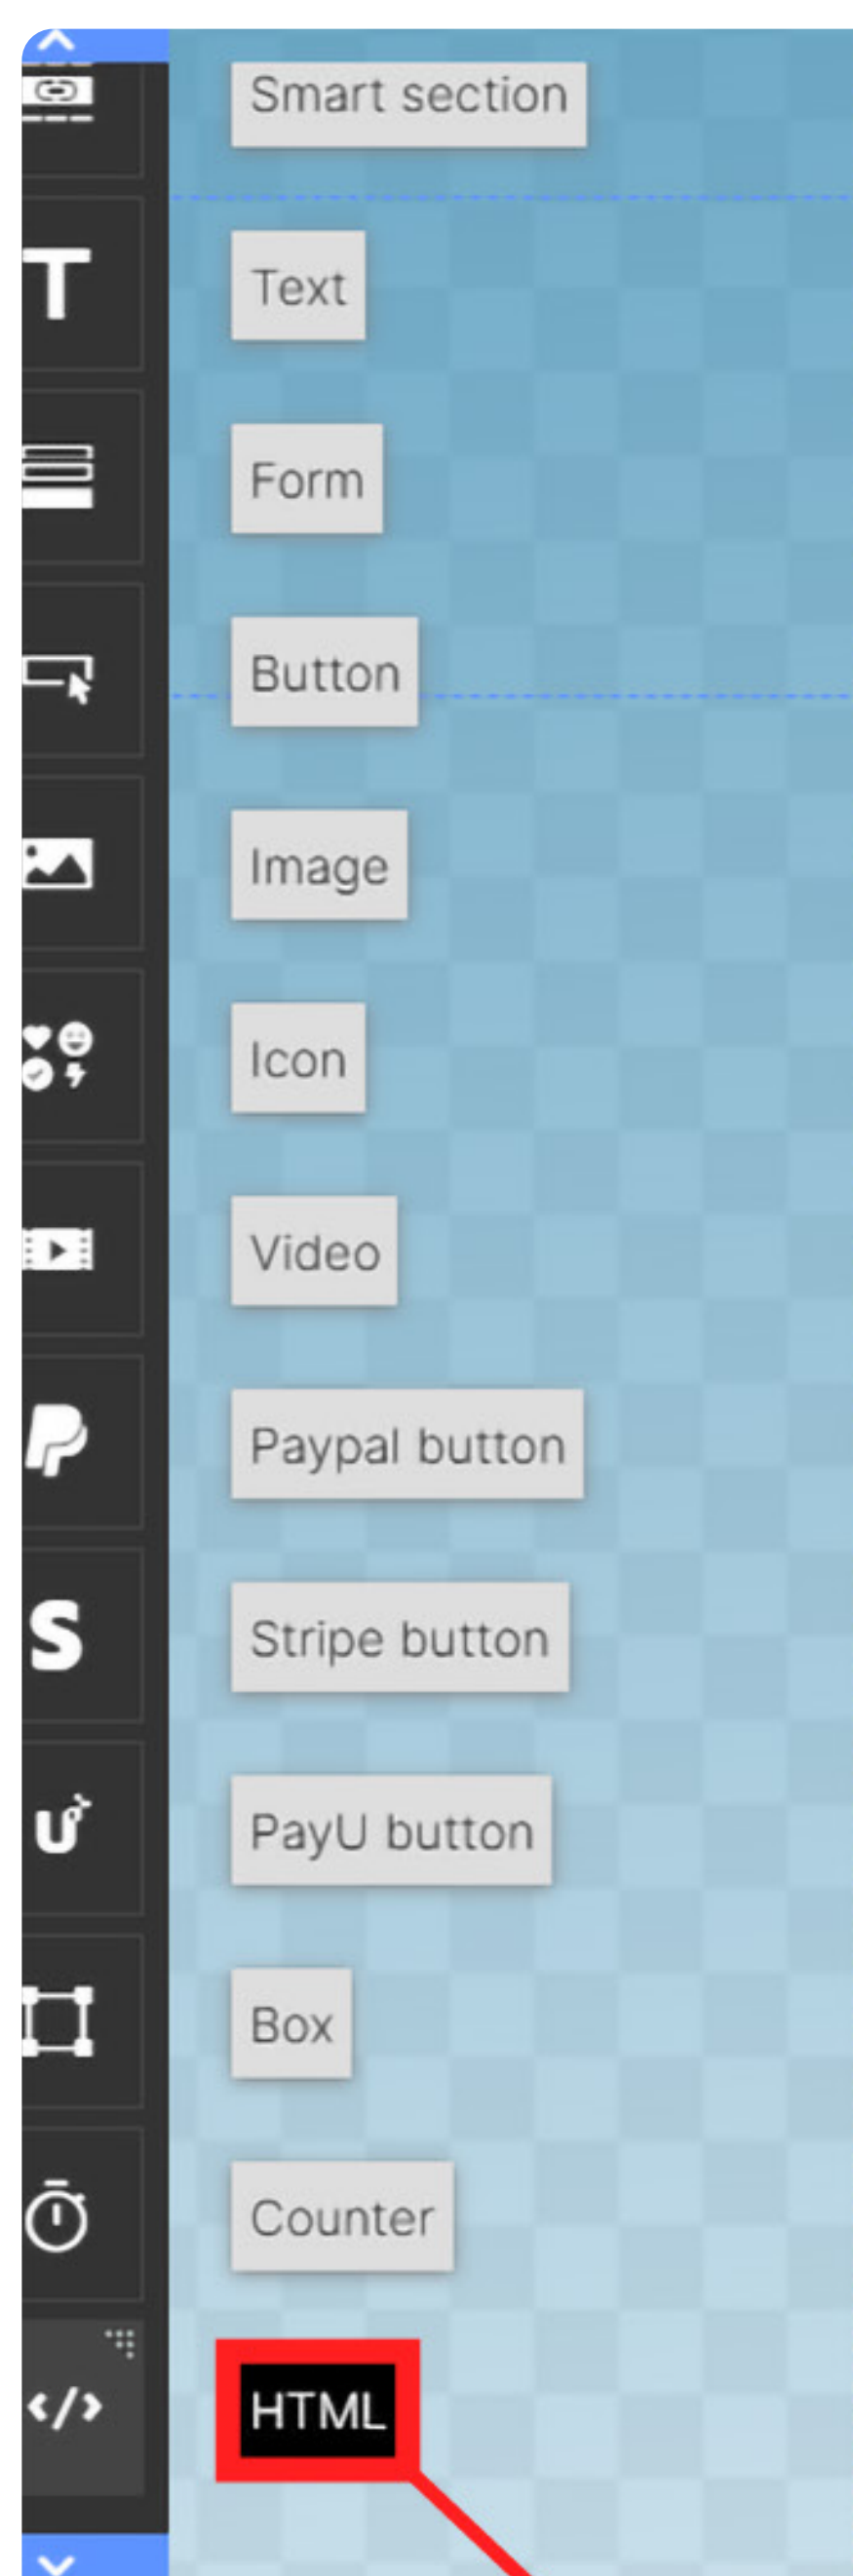 Smart section
Text
Form
Button
Image
Icon
Video
Paypal button
Stripe button
PayU button
Box
Counter
HTML